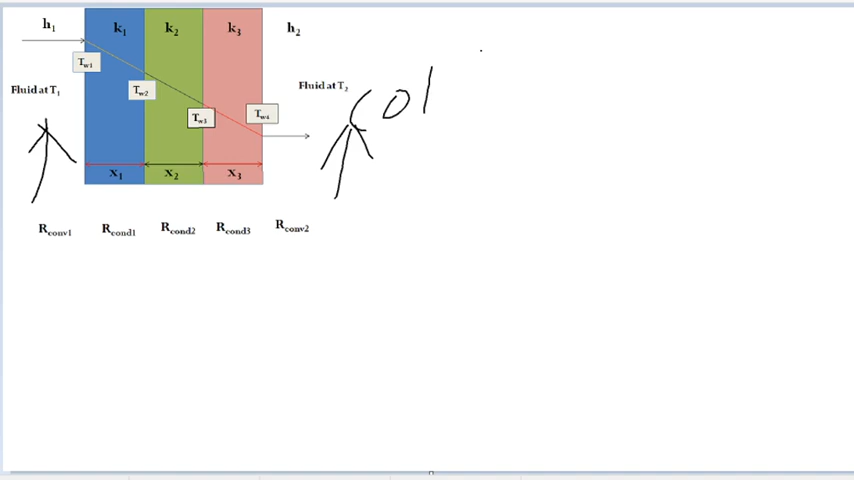 h₁ k₁ k₂ k₃ h₂
Tw1
Fluid at T₁ Tw2 Fluid at T₂
Tw3 Tw4
x₁ x₂ x₃
Rconv1 Rcond1 Rcond2 Rcond3 Rconv2